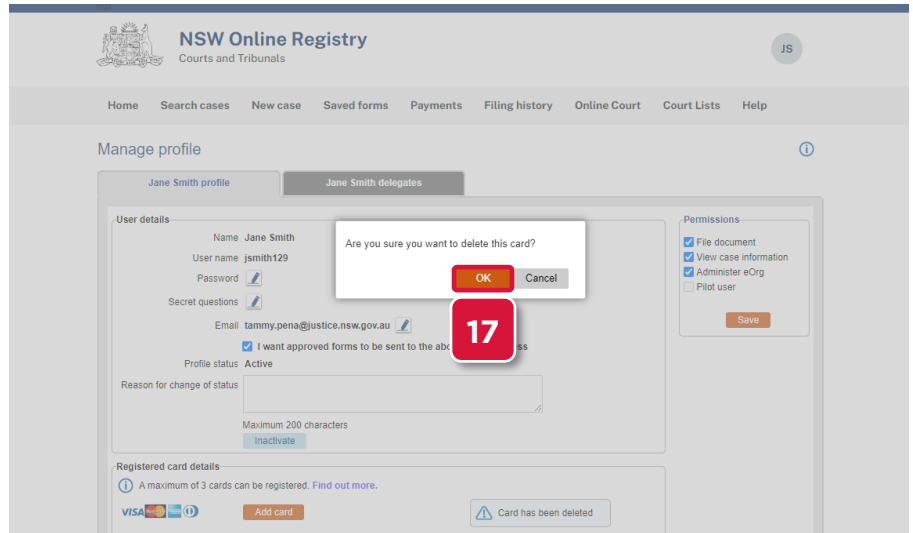 NSW Online Registry
Courts and Tribunals
JS
Home Search cases New case Saved forms Payments Filing history Online Court Court Lists Help
Manage profile
Jane Smith profile Jane Smith delegates
User details
Name Jane Smith
User name jsmith129
Password
Secret questions
Email tammy.pena@justice.nsw.gov.au
I want approved forms to be sent to the ss
Profile status Active
Reason for change of status
Maximum 200 characters
Inactivate
Are you sure you want to delete this card?
OK Cancel
17
Permissions
File document
View case information
Administer eOrg
Pilot user
Save
Registered card details
A maximum of 3 cards can be registered. Find out more.
VISA
Add card
Card has been deleted